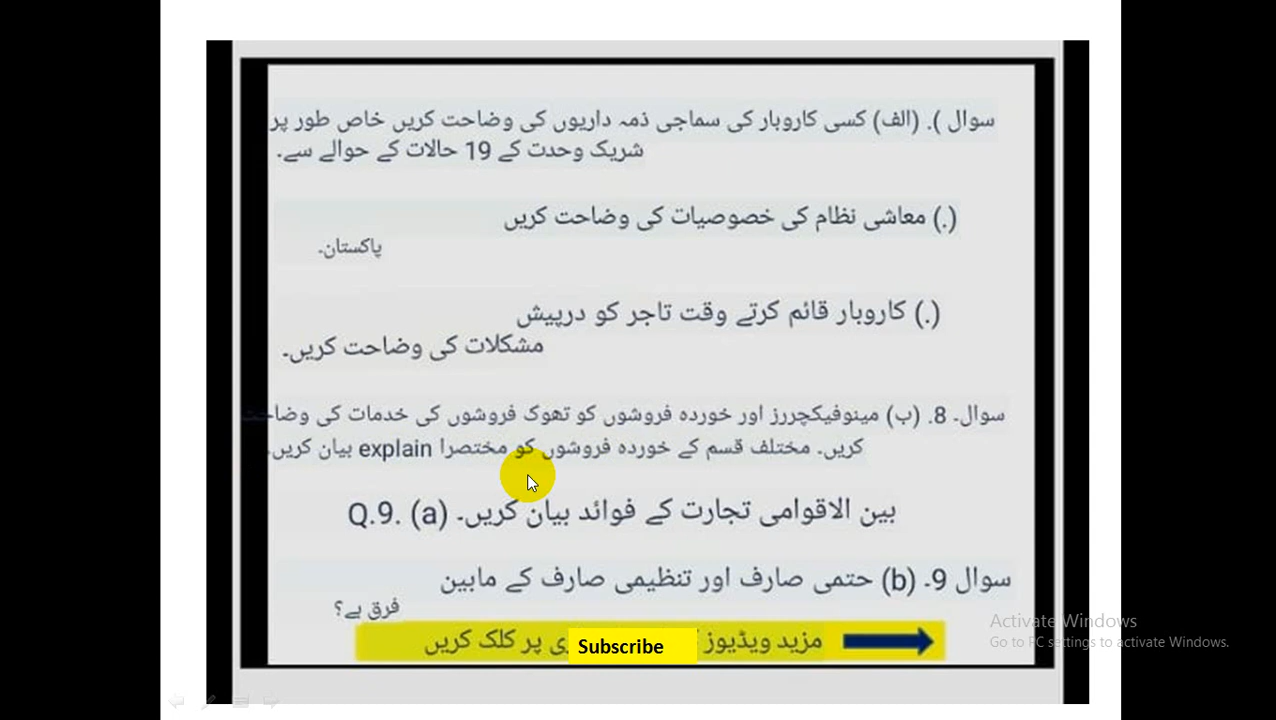 سوال ). (الف) کسی کاروبار کی سماجی ذمہ داریوں کی وضاحت کریں خاص طور پر
شریک وحدت کے 19 حالات کے حوالے سے۔
(.) معاشی نظام کی خصوصیات کی وضاحت کریں
پاکستان۔
(.) کاروبار قائم کرتے وقت تاجر کو درپیش
مشکلات کی وضاحت کریں۔
سوال۔ 8. (ب) مینوفیکچررز اور خوردہ فروشوں کو تھوک فروشوں کی خدمات کی وضاحت
کریں۔ مختلف قسم کے خوردہ فروشوں کو مختصرا explain بیان کریں۔
بین الاقوامی تجارت کے فوائد بیان کریں۔ Q.9. (a)
سوال 9۔ (b) حتمی صارف اور تنظیمی صارف کے مابین
فرق ہے؟
مزید ویڈیوز پر کلک کریں
Subscribe
Activate Windows
Go to PC settings to activate Windows.